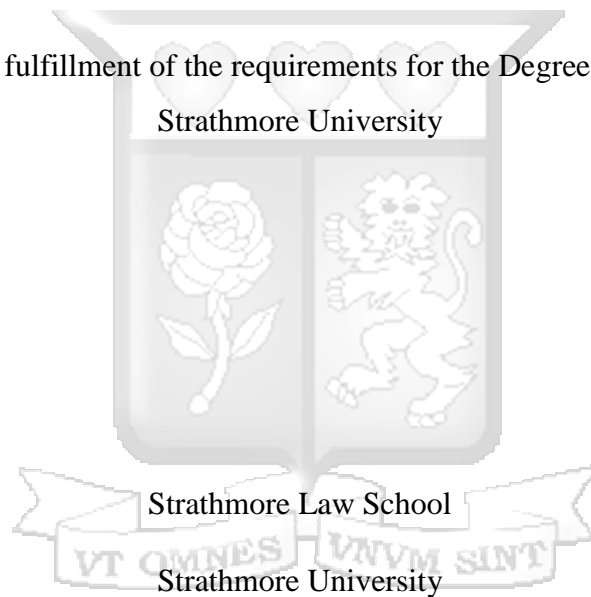 fulfillment of the requirements for the Degree
Strathmore University
Strathmore Law School
VT OMNES VNVM SINT
Strathmore University